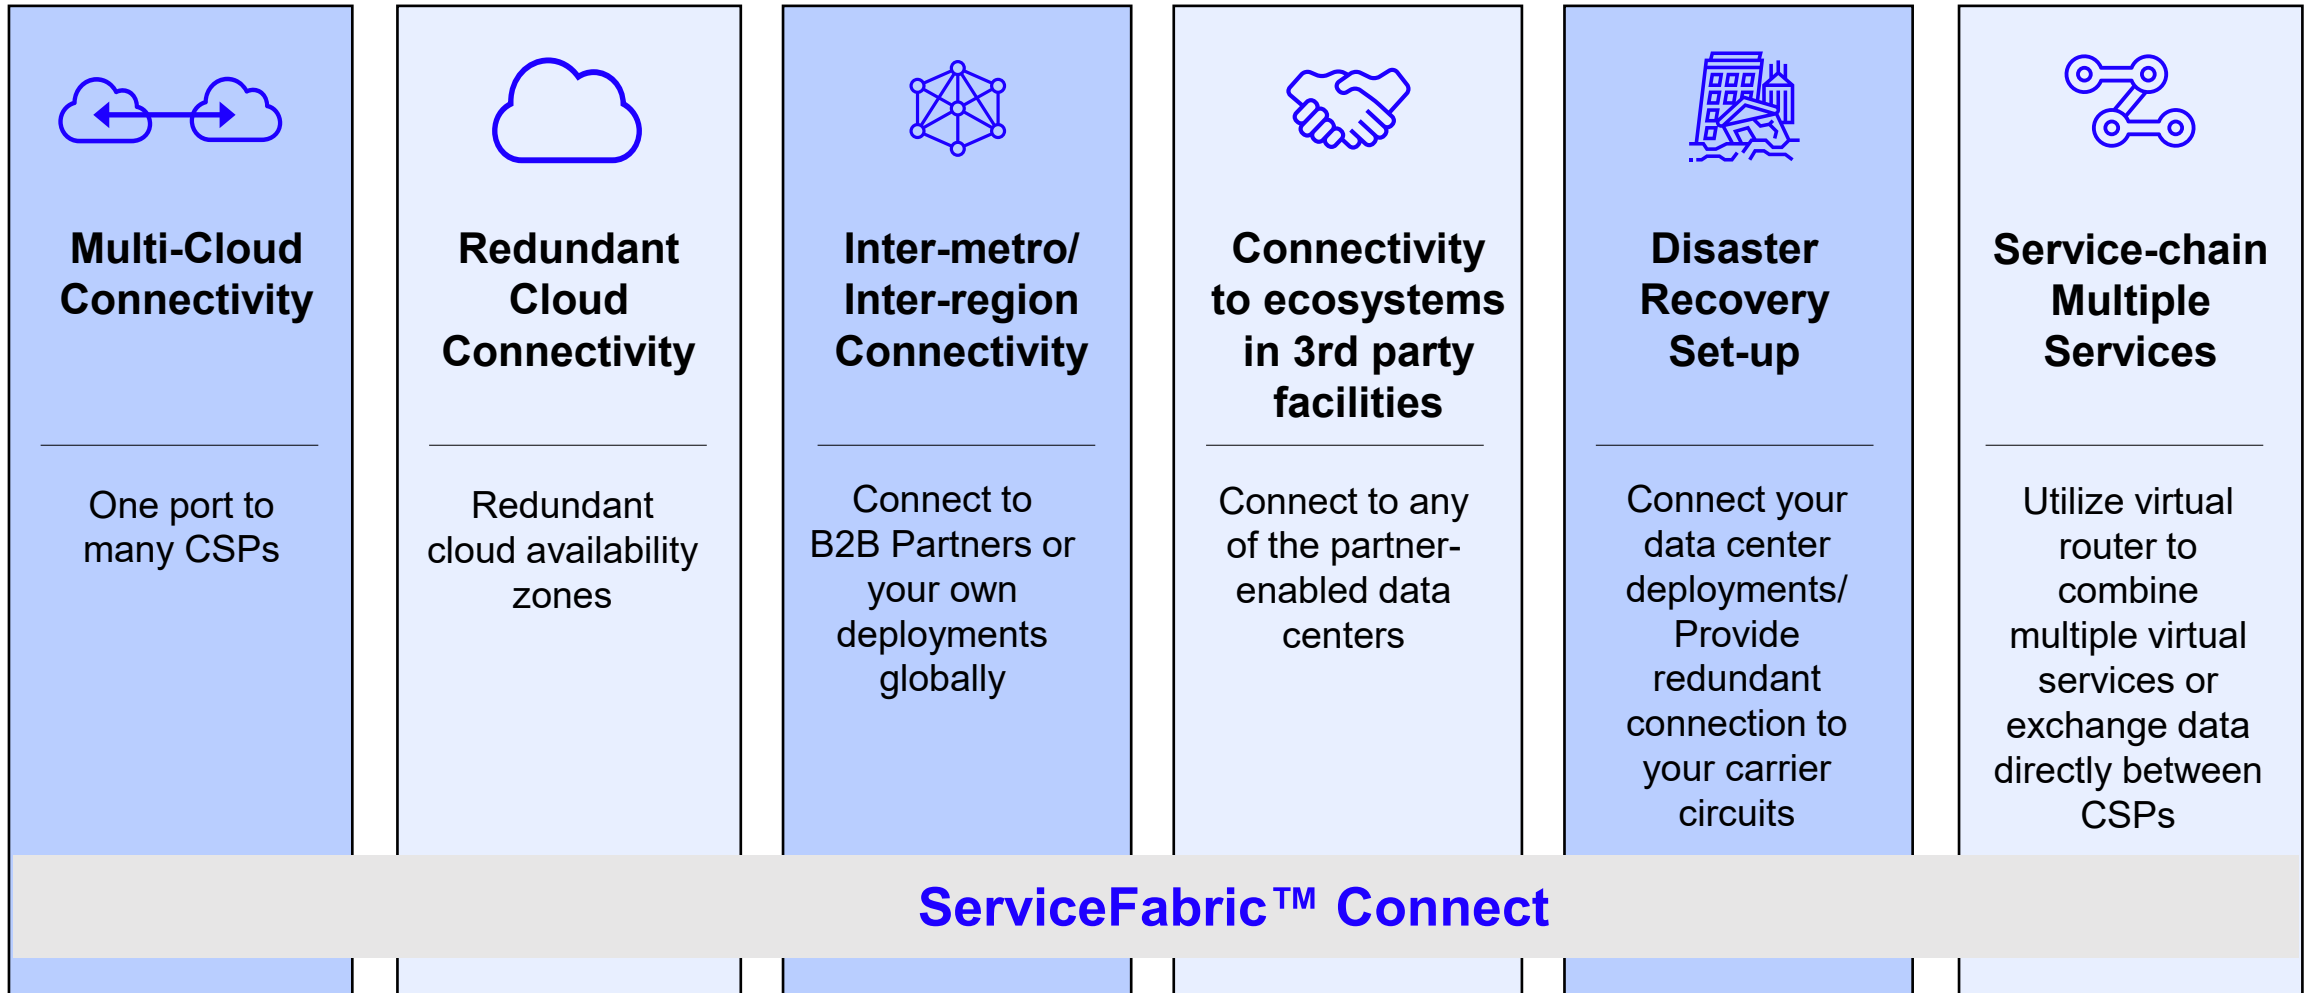 Multi-Cloud
Connectivity
One port to
many CSPs
Redundant
Cloud
Connectivity
Redundant
cloud availability
zones
Inter-metro/
Inter-region
Connectivity
Connect to
B2B Partners or
your own
deployments
globally
Connectivity
to ecosystems
in 3rd party
facilities
Connect to any
of the partner-
enabled data
centers
Disaster
Recovery
Set-up
Connect your
data center
deployments/
Provide
redundant
connection to
your carrier
circuits
Service-chain
Multiple
Services
Utilize virtual
router to
combine
multiple virtual
services or
exchange data
directly between
CSPs
ServiceFabric™ Connect